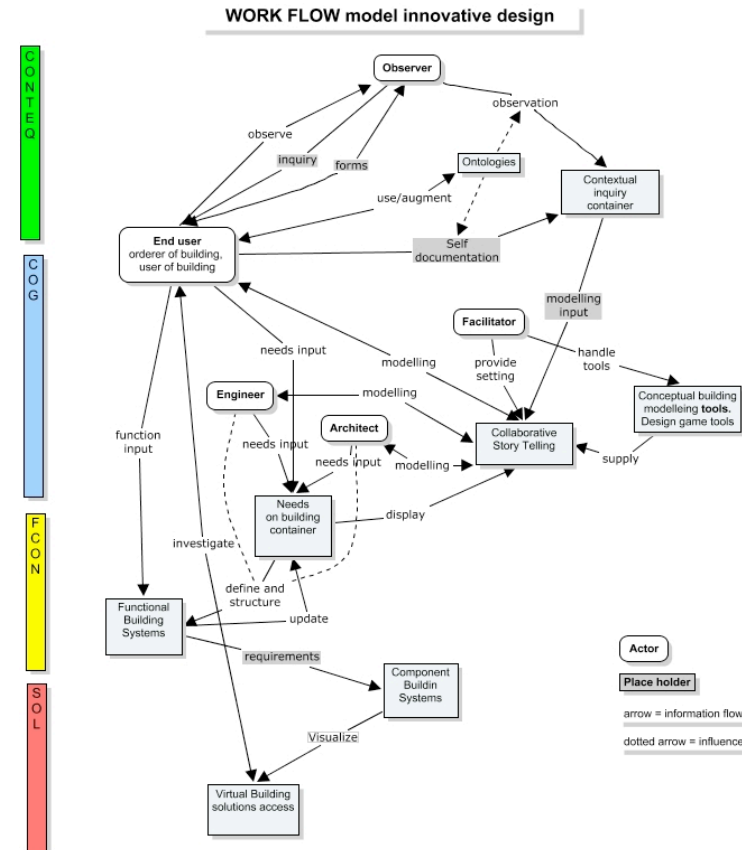 WORK FLOW model innovative design
CONTEQ
COG
FCON
SOL
Observer
observation
observe
inquiry
forms
Ontologies
use/augment
Contextual
inquiry
container
End user
orderer of building,
user of building
Self
documentation
modelling
input
Facilitator
needs input
modelling
provide
setting
handle
tools
Engineer
modelling
Conceptual building
modelleing tools.
Design game tools
Architect
function
input
needs input
needs input
modelling
Collaborative
Story Telling
supply
Needs
on building
container
display
investigate
define and
structure
update
Functional
Building
Systems
requirements
Component
Buildin
Systems
Visualize
Virtual Building
solutions access
Actor
Place holder
arrow = information flow
dotted arrow = influence